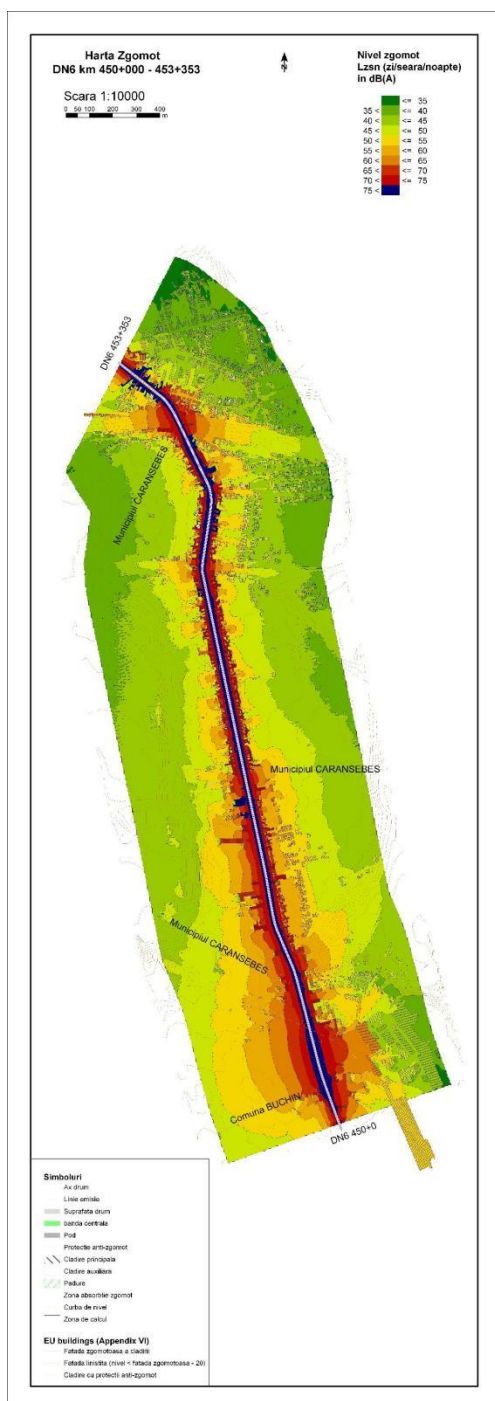 Harta Zgomot
DN6 km 450+000 - 453+353
Scara 1:10000
0 50 100 200 300 400
m
N
Nivel zgomot
Lzsn (zi/seara/noapte)
in dB(A)
<= 35
35 < <= 40
40 < <= 45
45 < <= 50
50 < <= 55
55 < <= 60
60 < <= 65
65 < <= 70
70 < <= 75
75 <
DN6 453+353
Municipiul CARANSEBES
Municipiul CARANSEBES
Municipiul CARANSEBES
Comuna BUCHIN
DN6 450+0
Simboluri
Ax drum
Linie emisie
Suprafata drum
banda centrala
Pod
Protectie anti-zgomot
Cladire principala
Cladire auxiliara
Padure
Zona absorbtie zgomot
Curba de nivel
Zona de calcul
EU buildings (Appendix VI)
Fatada zgomotoasa a cladirii
Fatada linistita (nivel < fatada zgomotoasa - 20)
Cladire cu protectii anti-zgomot